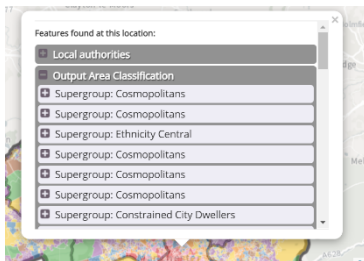 Features found at this location:
Local authorities
Output Area Classification
Supergroup: Cosmopolitans
Supergroup: Cosmopolitans
Supergroup: Ethnicity Central
Supergroup: Cosmopolitans
Supergroup: Cosmopolitans
Supergroup: Cosmopolitans
Supergroup: Constrained City Dwellers